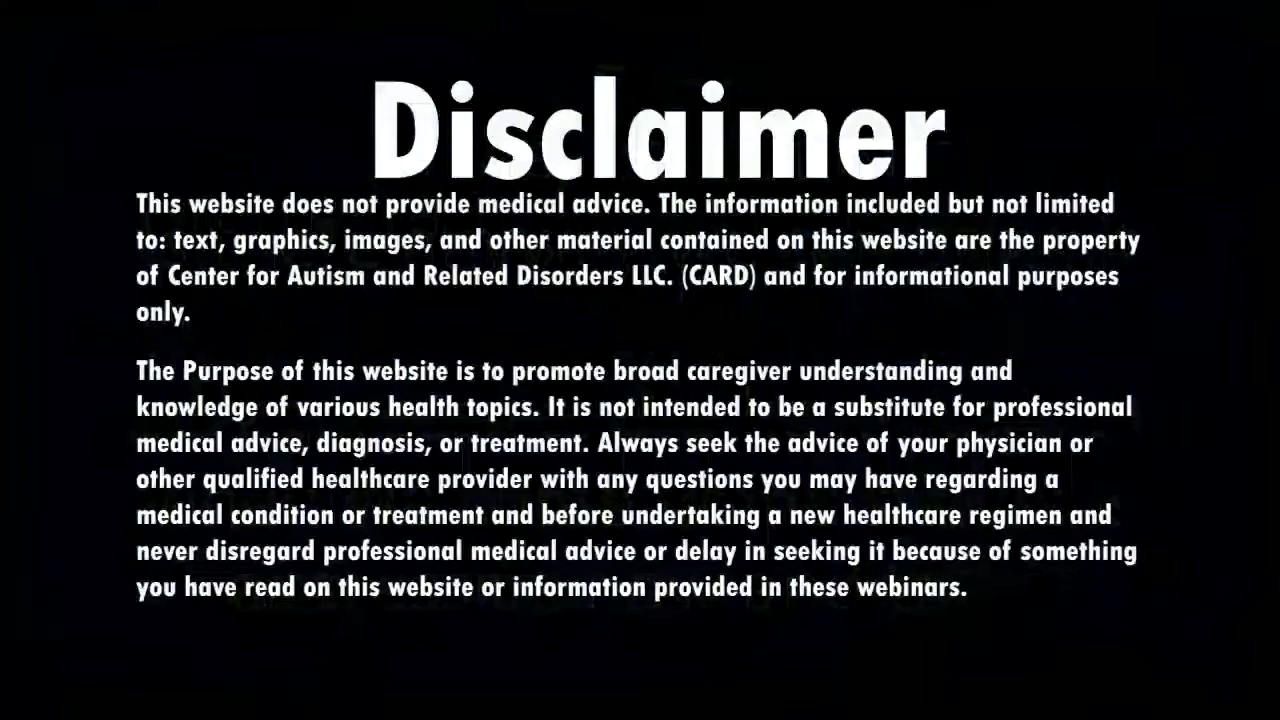 Disclaimer
This website does not provide medical advice. The information included but not limited
to: text, graphics, images, and other material contained on this website are the property
of Center for Autism and Related Disorders LLC. (CARD) and for informational purposes
only.
The Purpose of this website is to promote broad caregiver understanding and
knowledge of various health topics. It is not intended to be a substitute for professional
medical advice, diagnosis, or treatment. Always seek the advice of your physician or
other qualified healthcare provider with any questions you may have regarding a
medical condition or treatment and before undertaking a new healthcare regimen and
never disregard professional medical advice or delay in seeking it because of something
you have read on this website or information provided in these webinars.